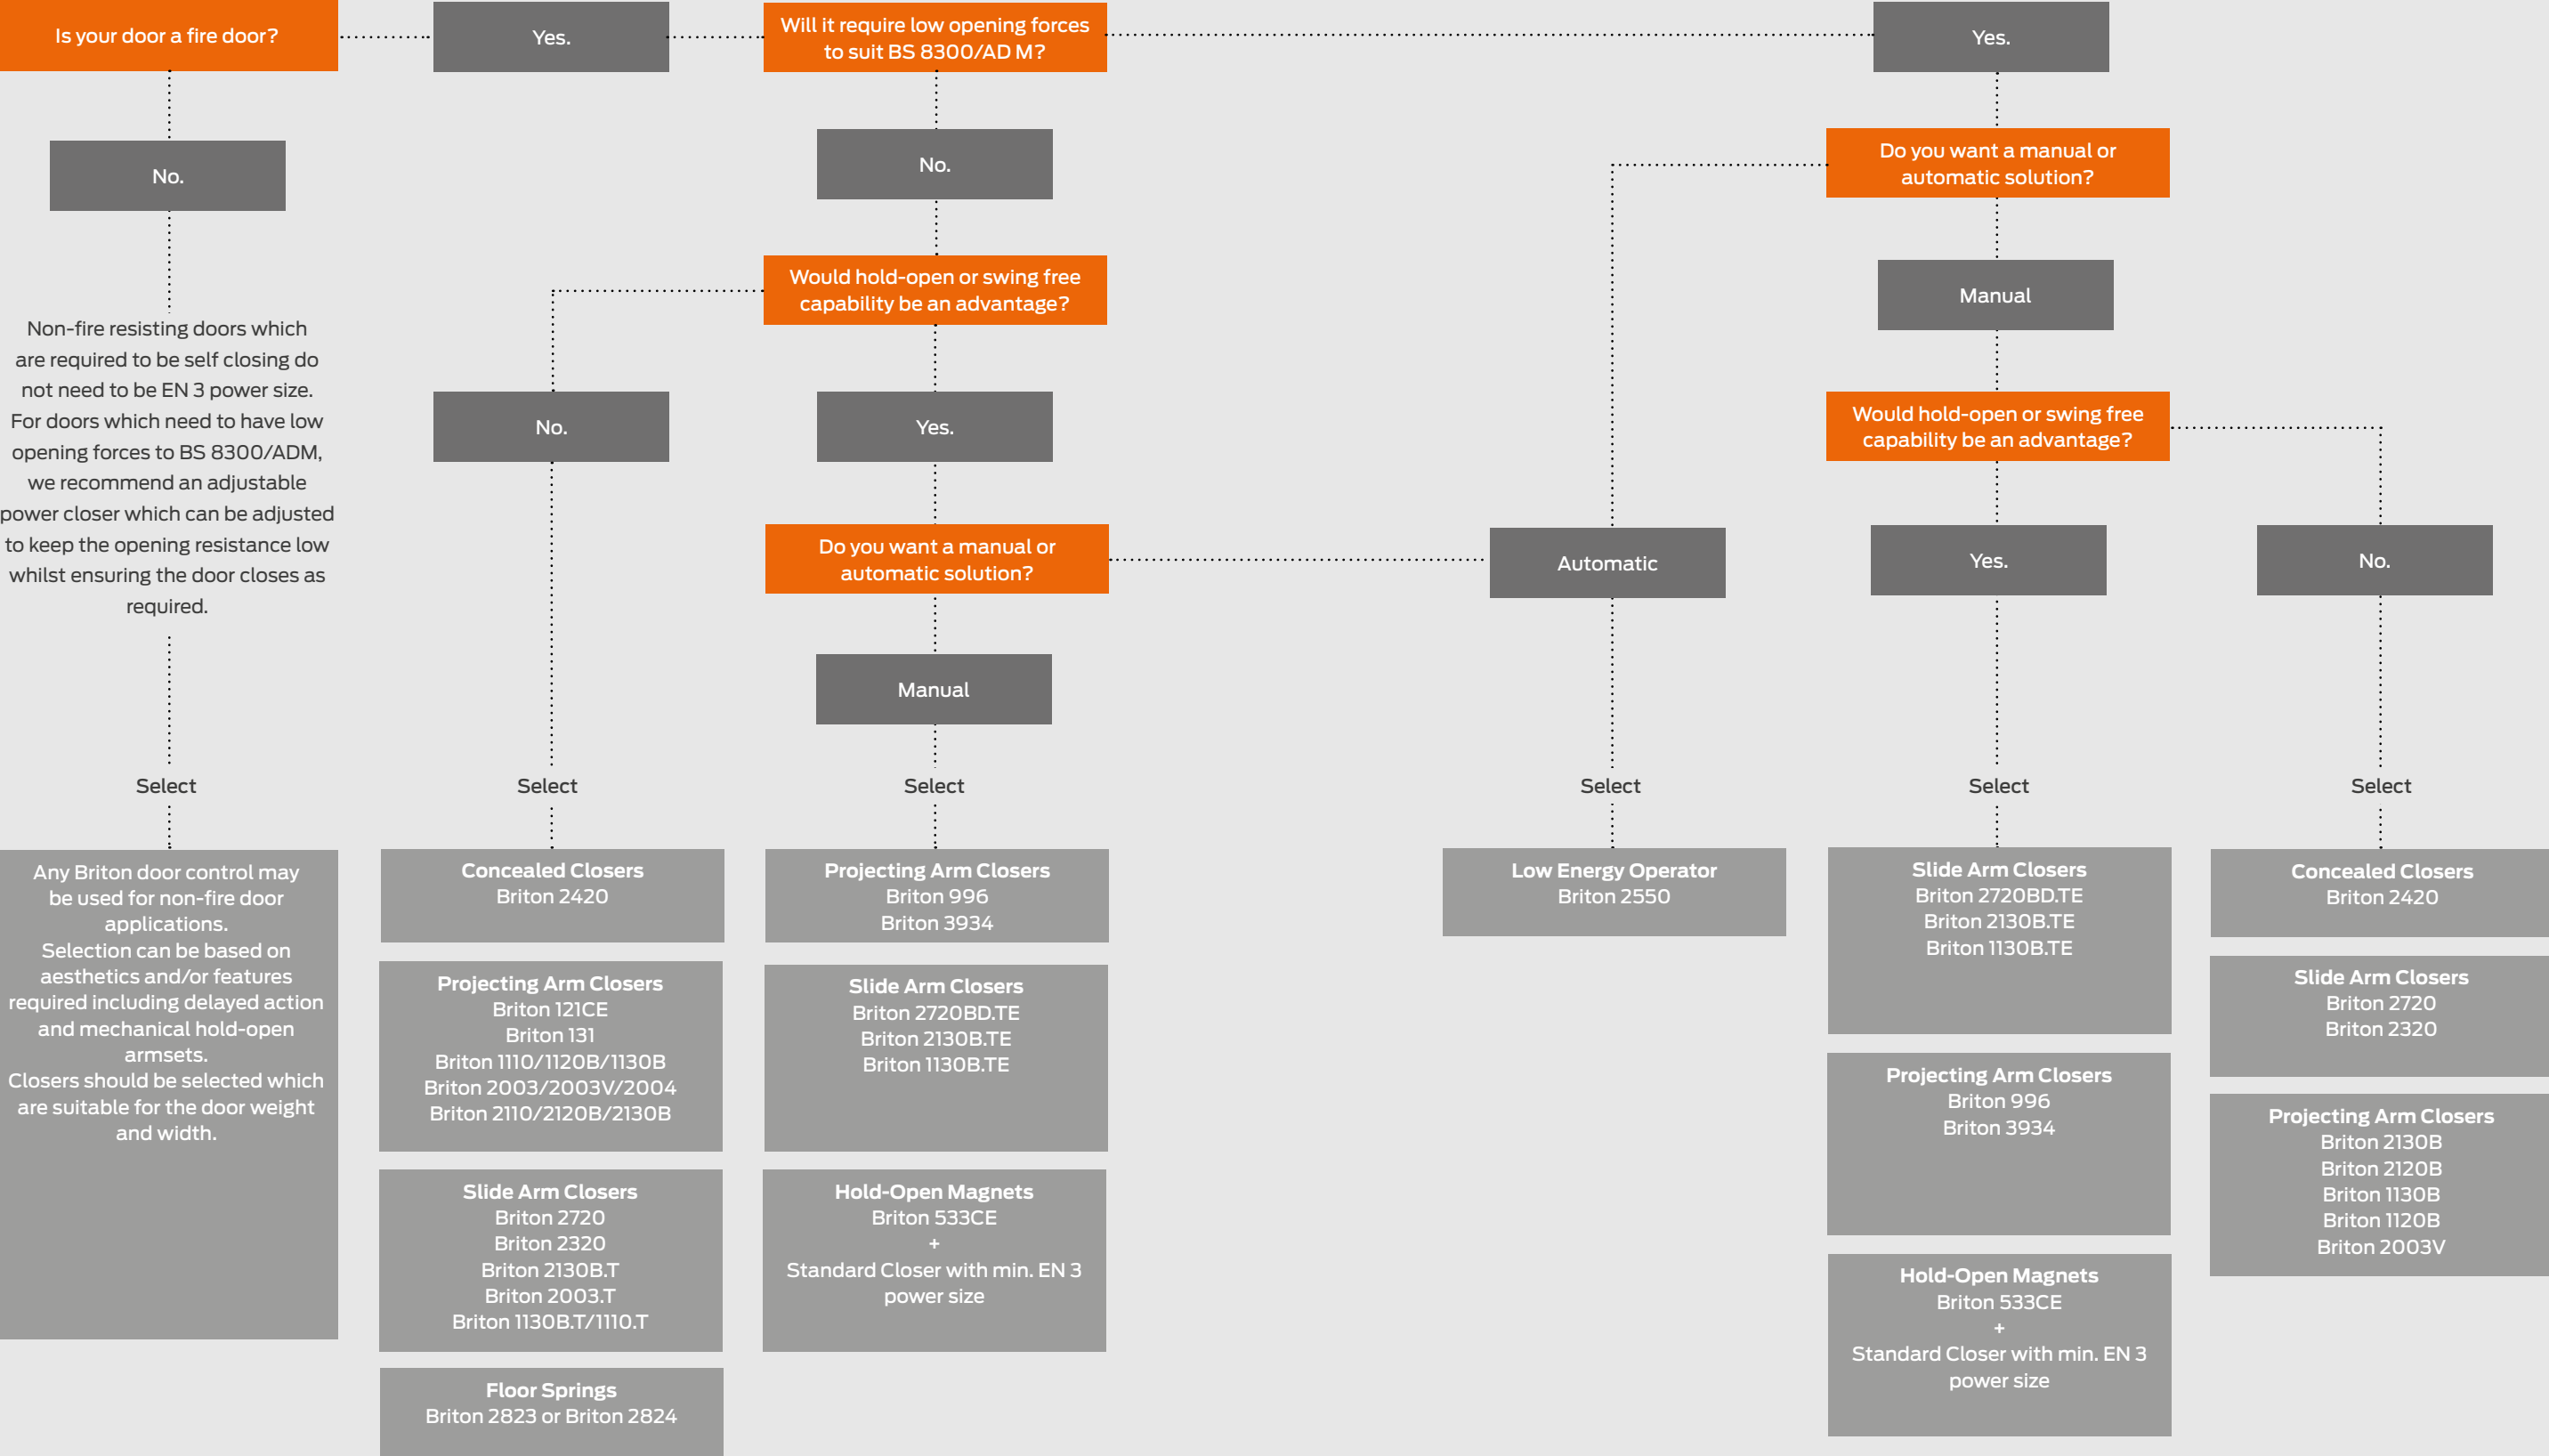 Is your door a fire door?
Yes.
Will it require low opening forces
to suit BS 8300/AD M?
Yes.
No.
No.
Do you want a manual or
automatic solution?
Would hold-open or swing free
capability be an advantage?
Manual
Non-fire resisting doors which
are required to be self closing do
not need to be EN 3 power size.
For doors which need to have low
opening forces to BS 8300/ADM,
we recommend an adjustable
power closer which can be adjusted
to keep the opening resistance low
whilst ensuring the door closes as
required.
No.
Yes.
Would hold-open or swing free
capability be an advantage?
Do you want a manual or
automatic solution?
Automatic
Yes.
No.
Manual
Select
Select
Select
Select
Select
Select
Any Briton door control may
be used for non-fire door
applications.
Selection can be based on
aesthetics and/or features
required including delayed action
and mechanical hold-open
armsets.
Closers should be selected which
are suitable for the door weight
and width.
Concealed Closers
Briton 2420
Projecting Arm Closers
Briton 121CE
Briton 131
Briton 1110/1120B/1130B
Briton 2003/2003V/2004
Briton 2110/2120B/2130B
Slide Arm Closers
Briton 2720
Briton 2320
Briton 2130B.T
Briton 2003.T
Briton 1130B.T/1110.T
Floor Springs
Briton 2823 or Briton 2824
Projecting Arm Closers
Briton 996
Briton 3934
Slide Arm Closers
Briton 2720BD.TE
Briton 2130B.TE
Briton 1130B.TE
Hold-Open Magnets
Briton 533CE
+
Standard Closer with min. EN 3
power size
Low Energy Operator
Briton 2550
Slide Arm Closers
Briton 2720BD.TE
Briton 2130B.TE
Briton 1130B.TE
Projecting Arm Closers
Briton 996
Briton 3934
Hold-Open Magnets
Briton 533CE
+
Standard Closer with min. EN 3
power size
Concealed Closers
Briton 2420
Slide Arm Closers
Briton 2720
Briton 2320
Projecting Arm Closers
Briton 2130B
Briton 2120B
Briton 1130B
Briton 1120B
Briton 2003V